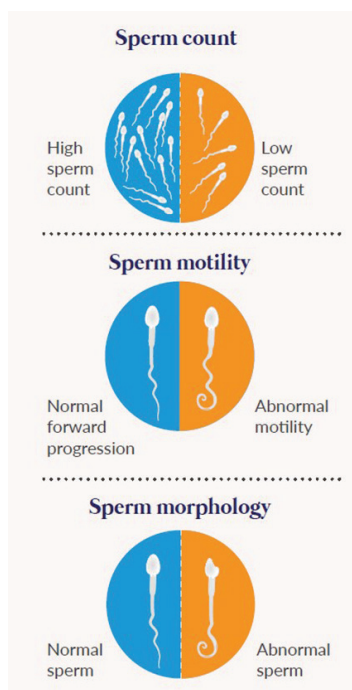 Sperm count
High
sperm
count
Low
sperm
count
Sperm motility
Normal
forward
progression
Abnormal
motility
Sperm morphology
Normal
sperm
Abnormal
sperm